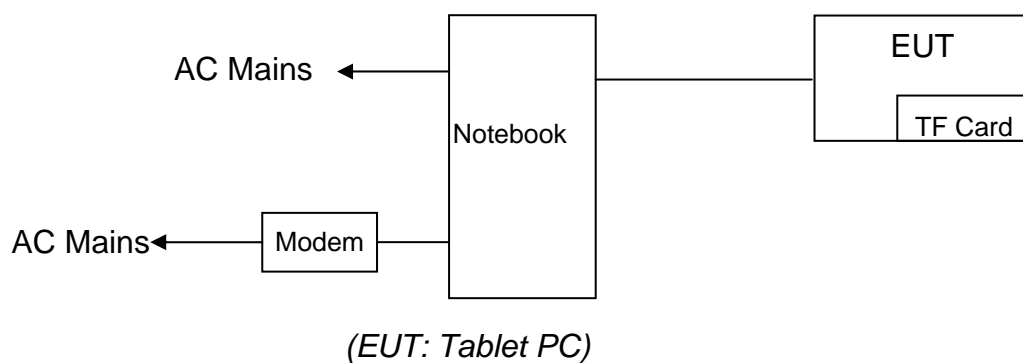 EUT
AC Mains
TF Card
Notebook
AC Mains
Modem
(EUT: Tablet PC)